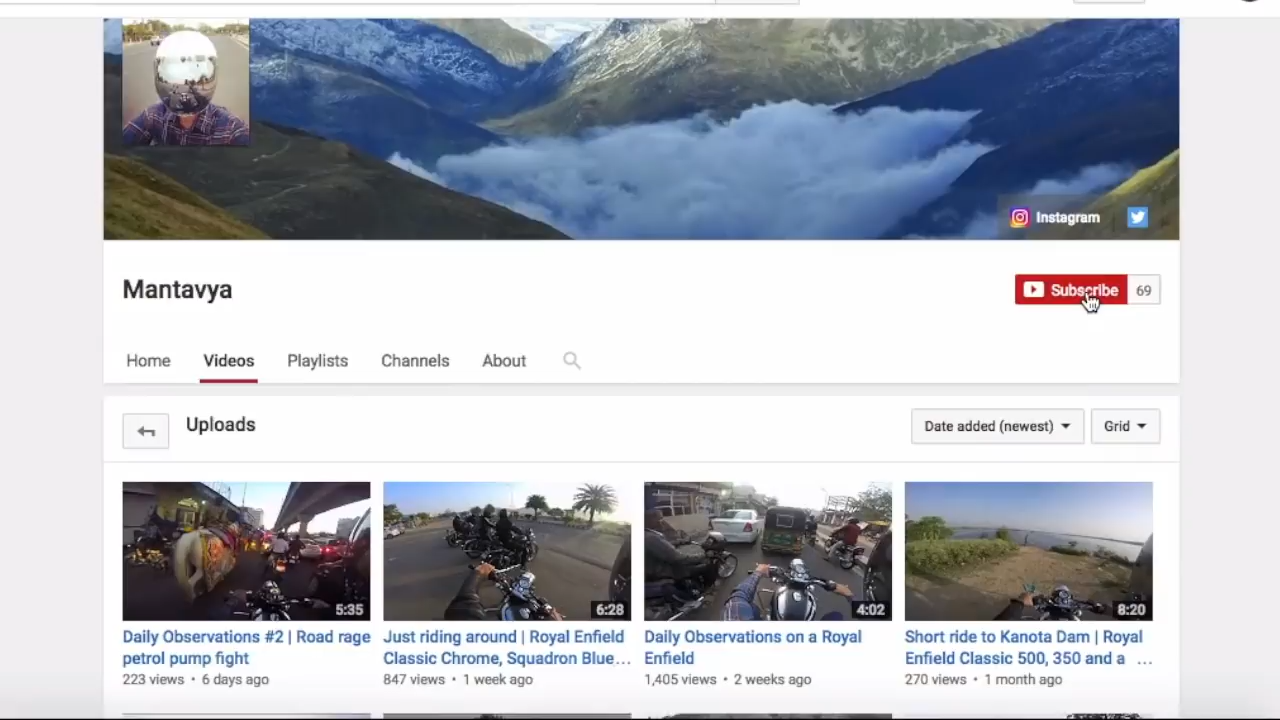 Instagram
Mantavya
Subscribe 69
Home Videos Playlists Channels About
Uploads
Date added (newest) Grid
5:35 6:28 4:02 8:20
Daily Observations #2 | Road rage
petrol pump fight
223 views • 6 days ago
Just riding around | Royal Enfield
Classic Chrome, Squadron Blue...
847 views • 1 week ago
Daily Observations on a Royal
Enfield
1,405 views • 2 weeks ago
Short ride to Kanota Dam | Royal
Enfield Classic 500, 350 and a ...
270 views • 1 month ago